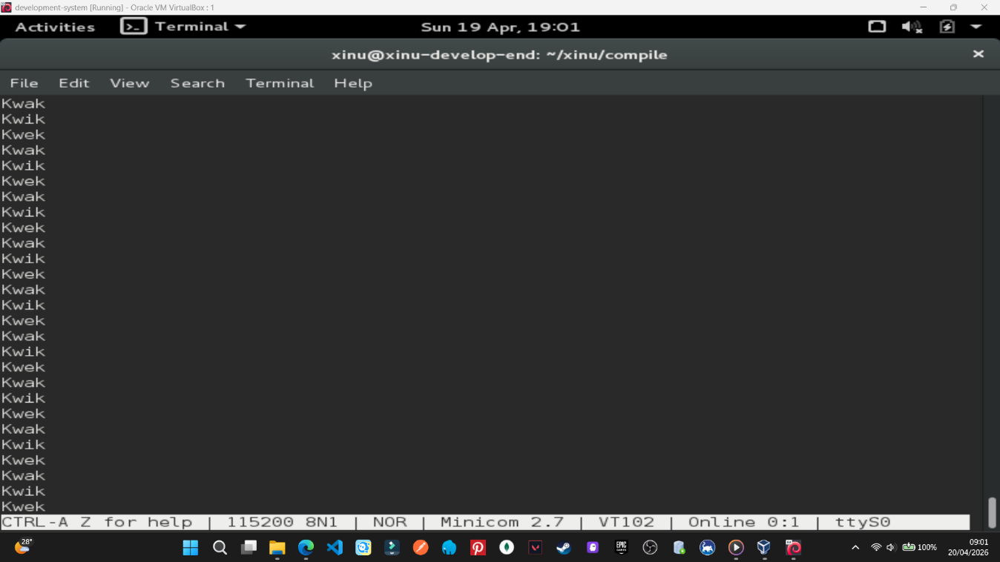 development-system [Running] - Oracle VM VirtualBox : 1
Activities Terminal Sun 19 Apr, 19:01
xinu@xinu-develop-end: ~/xinu/compile
File Edit View Search Terminal Help
Kwak
Kwik
Kwek
Kwak
Kwik
Kwek
Kwak
Kwik
Kwek
Kwak
Kwik
Kwek
Kwak
Kwik
Kwek
Kwak
Kwik
Kwek
Kwak
Kwik
Kwek
Kwak
Kwik
Kwek
Kwak
Kwik
Kwek
CTRL-A Z for help | 115200 8N1 | NOR | Minicom 2.7 | VT102 | Online 0:1 | ttyS0
28° 100% 09:01
20/04/2026